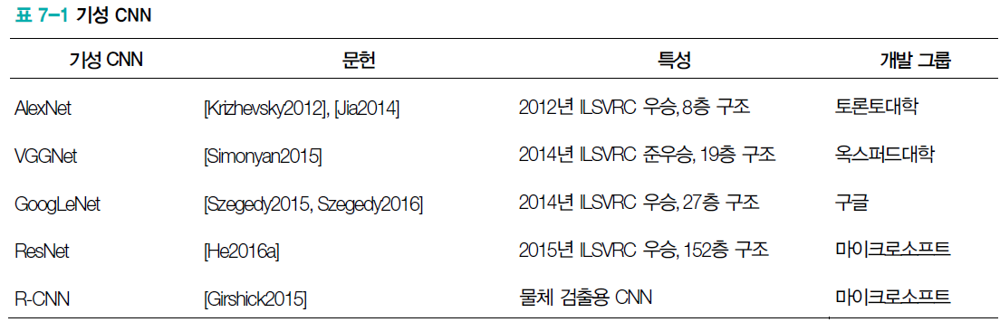 표 7-1 기성 CNN
기성 CNN 문헌 특성 개발 그룹
AlexNet [Krizhevsky2012], [Jia2014] 2012년 ILSVRC 우승, 8층 구조 토론토대학
VGGNet [Simonyan2015] 2014년 ILSVRC 준우승, 19층 구조 옥스퍼드대학
GoogLeNet [Szegedy2015, Szegedy2016] 2014년 ILSVRC 우승, 27층 구조 구글
ResNet [He2016a] 2015년 ILSVRC 우승, 152층 구조 마이크로소프트
R-CNN [Girshick2015] 물체 검출용 CNN 마이크로소프트